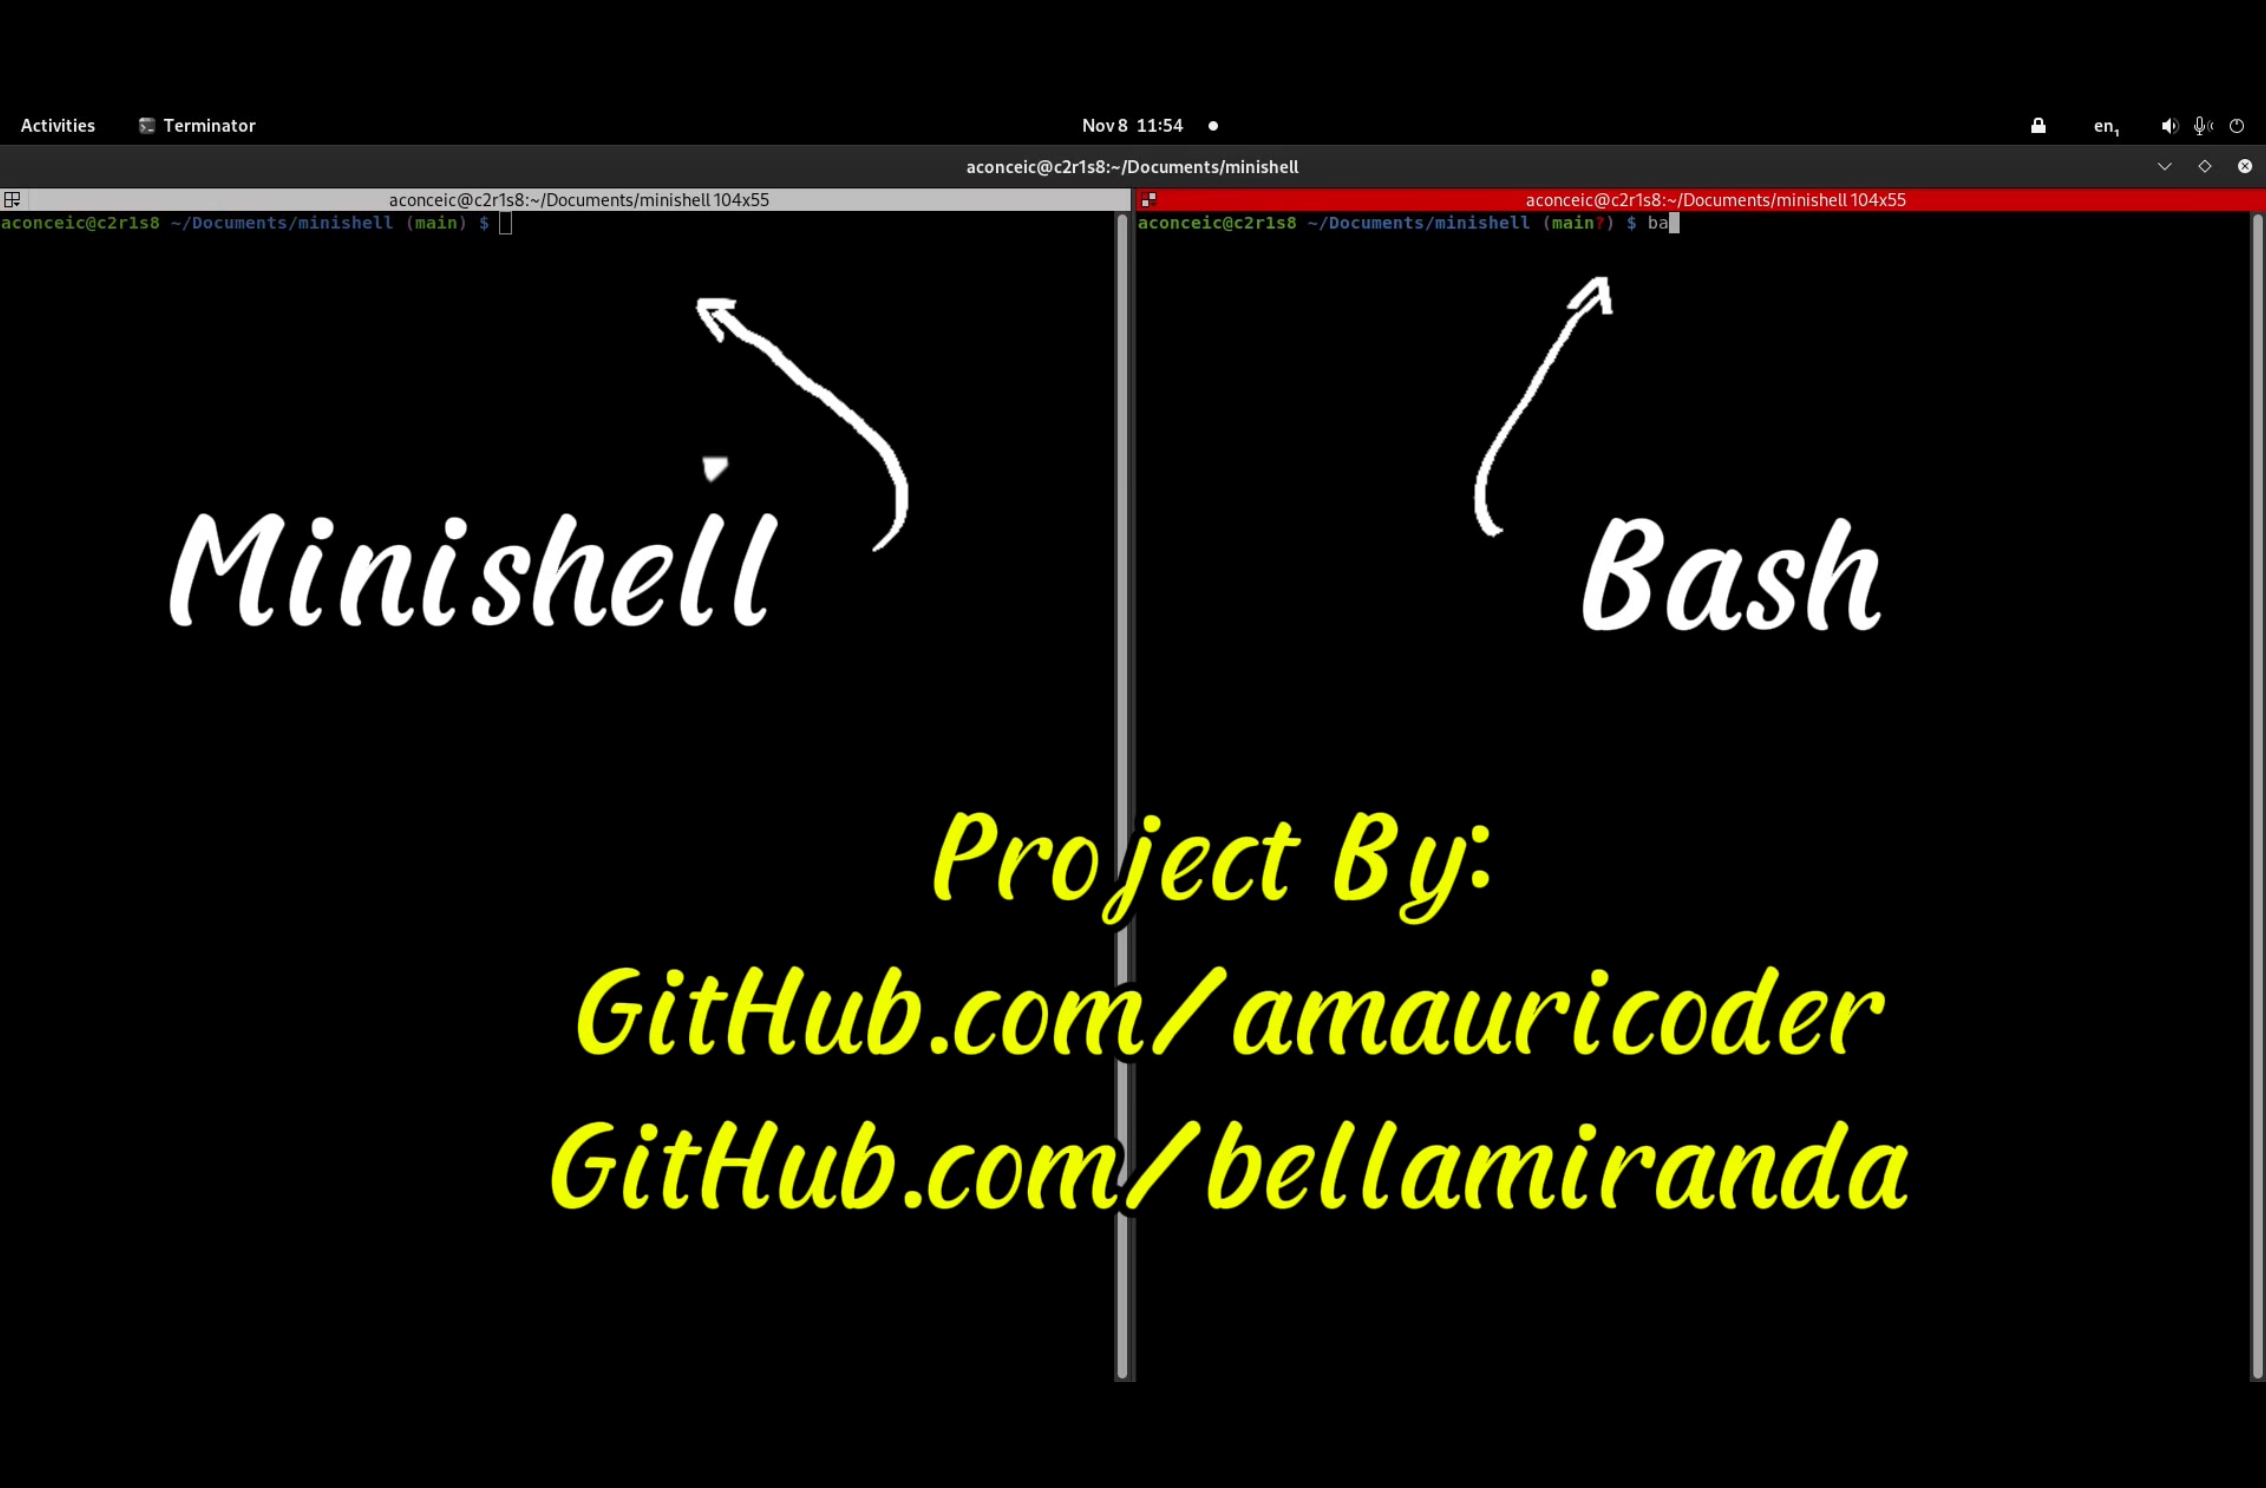 Activities Terminator Nov 8 11:54 en₁
aconceic@c2r1s8:~/Documents/minishell
aconceic@c2r1s8:~/Documents/minishell 104x55
aconceic@c2r1s8:~/Documents/minishell 104x55
aconceic@c2r1s8 ~/Documents/minishell (main) $
aconceic@c2r1s8 ~/Documents/minishell (main?) $ ba
Minishell
Bash
Project By:
GitHub.com/amauricoder
GitHub.com/bellamiranda